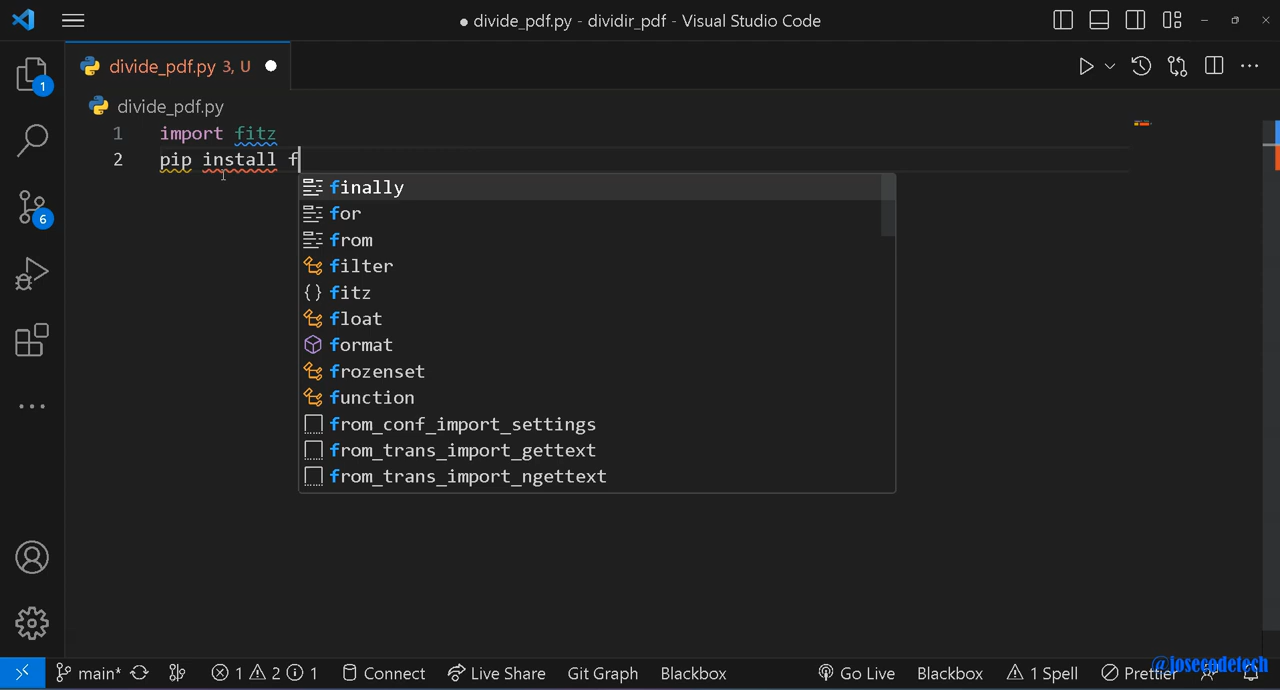 ● divide_pdf.py - dividir_pdf - Visual Studio Code
divide_pdf.py 3, U ●
divide_pdf.py
1 import fitz
2 pip install f
finally
for
from
filter
{} fitz
float
format
frozenset
function
from_conf_import_settings
from_trans_import_gettext
from_trans_import_ngettext
1
6
main* 1 2 1 Connect Live Share Git Graph Blackbox Go Live Blackbox 1 Spell Prettier
@josecodetech